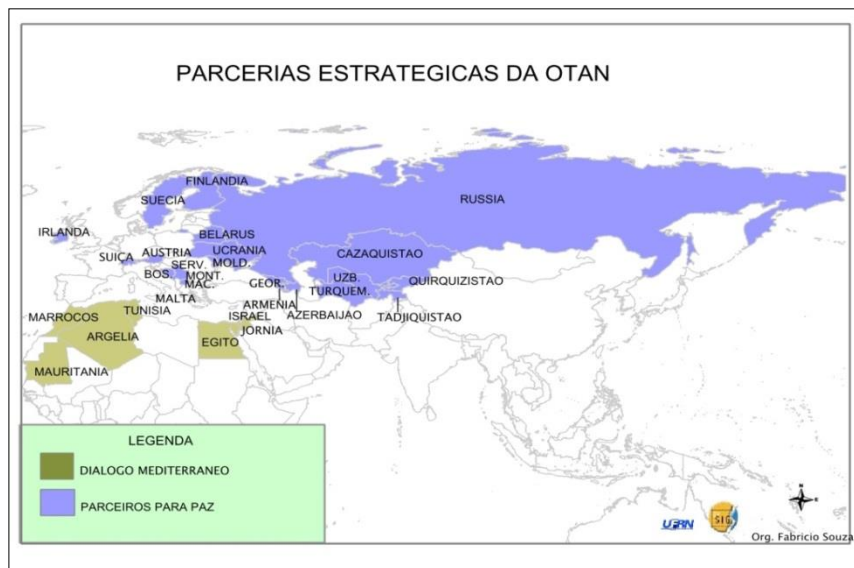 PARCERIAS ESTRATEGICAS DA OTAN
FINLANDIA
SUECIA
RUSSIA
IRLANDA
BELARUS
AUSTRIA
UCRANIA
SUIÇA
SERV.
MOLD.
CAZAQUISTAO
BOS.
MONT.
MAC.
GEOR.
UZB.
QUIRQUIZISTAO
TURQUEM.
MALTA
ARMENIA
TUNISIA
ISRAEL
AZERBAIJAO
TADJIQUISTAO
MARROCOS
JORNIA
ARGELIA
EGITO
MAURITANIA
LEGENDA
DIALOGO MEDITERRANEO
PARCEIROS PARA PAZ
N
UFRN
SIG
Org. Fabricio Souza